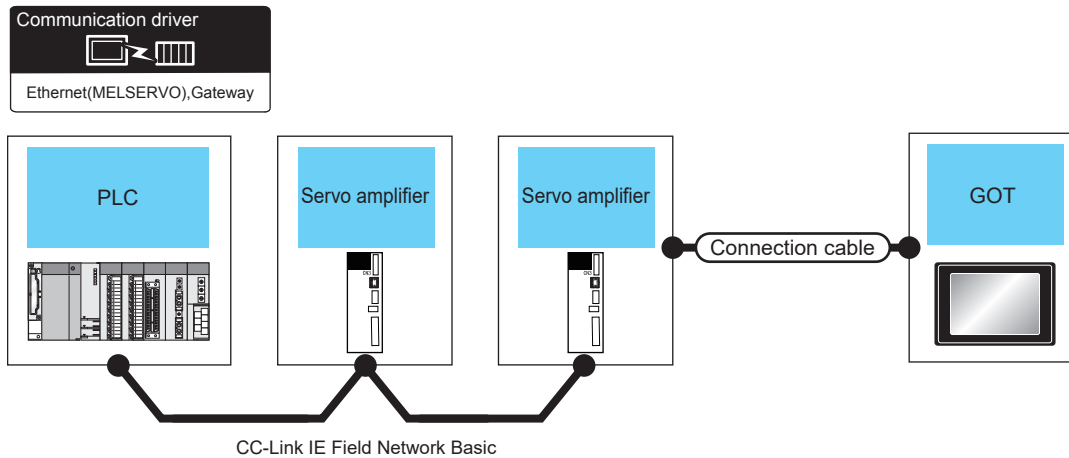 Communication driver
Ethernet(MELSERVO),Gateway
PLC
Servo amplifier
Servo amplifier
GOT
Connection cable
CC-Link IE Field Network Basic